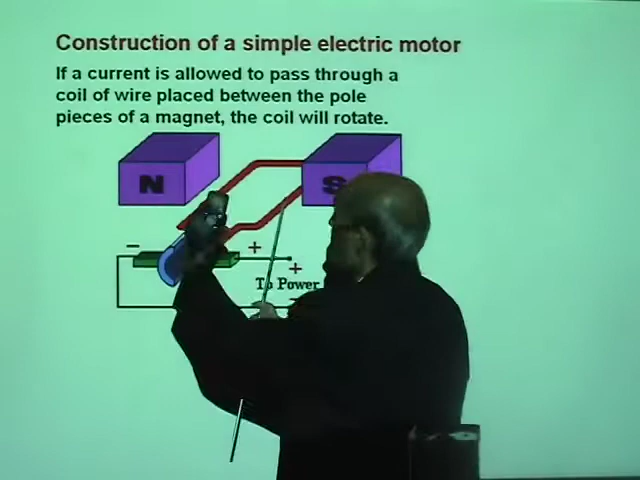 Construction of a simple electric motor
If a current is allowed to pass through a
coil of wire placed between the pole
pieces of a magnet, the coil will rotate.
N S
− + +
To Power
−